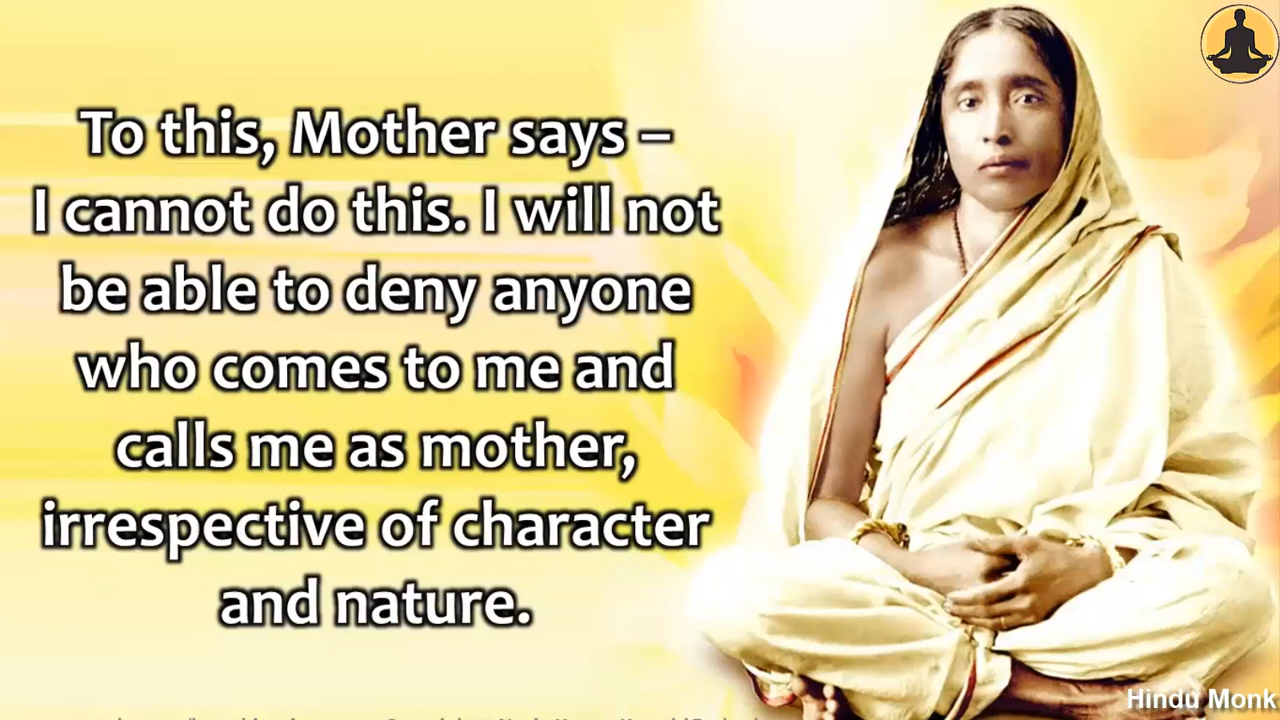 To this, Mother says –
I cannot do this. I will not
be able to deny anyone
who comes to me and
calls me as mother,
irrespective of character
and nature.
Hindu Monk